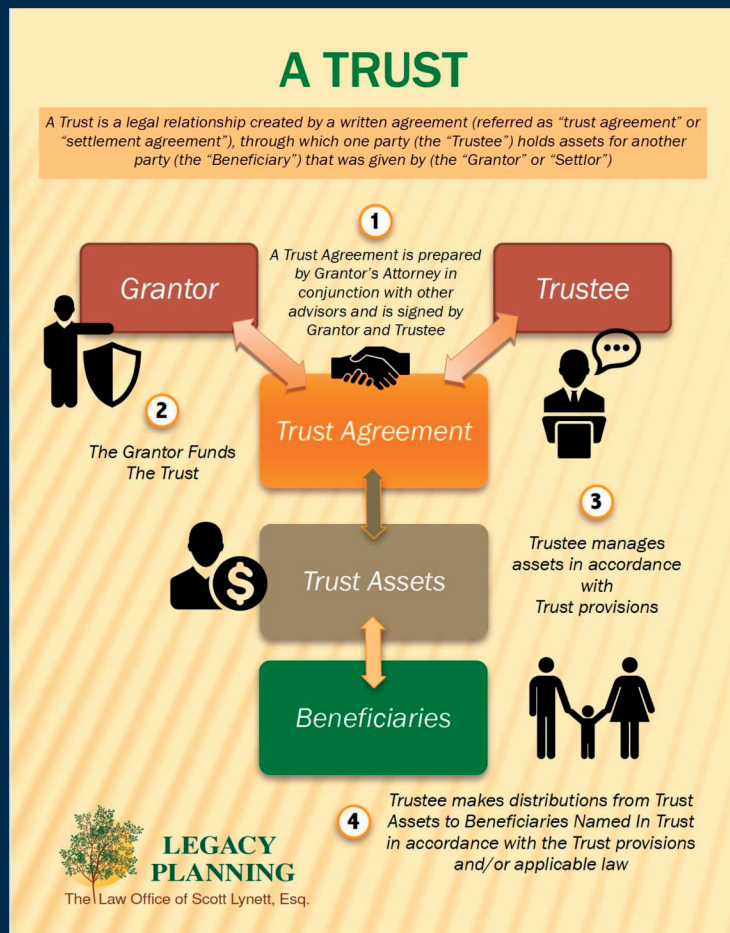 A TRUST
A Trust is a legal relationship created by a written agreement (referred as “trust agreement” or
“settlement agreement”), through which one party (the “Trustee”) holds assets for another
party (the “Beneficiary”) that was given by (the “Grantor” or “Settlor”)
1
A Trust Agreement is prepared
by Grantor’s Attorney in
conjunction with other
advisors and is signed by
Grantor and Trustee
Grantor
Trustee
2
The Grantor Funds
The Trust
Trust Agreement
3
Trustee manages
assets in accordance
with
Trust provisions
$
Trust Assets
Beneficiaries
4
Trustee makes distributions from Trust
Assets to Beneficiaries Named In Trust
in accordance with the Trust provisions
and/or applicable law
LEGACY
PLANNING
The Law Office of Scott Lynett, Esq.